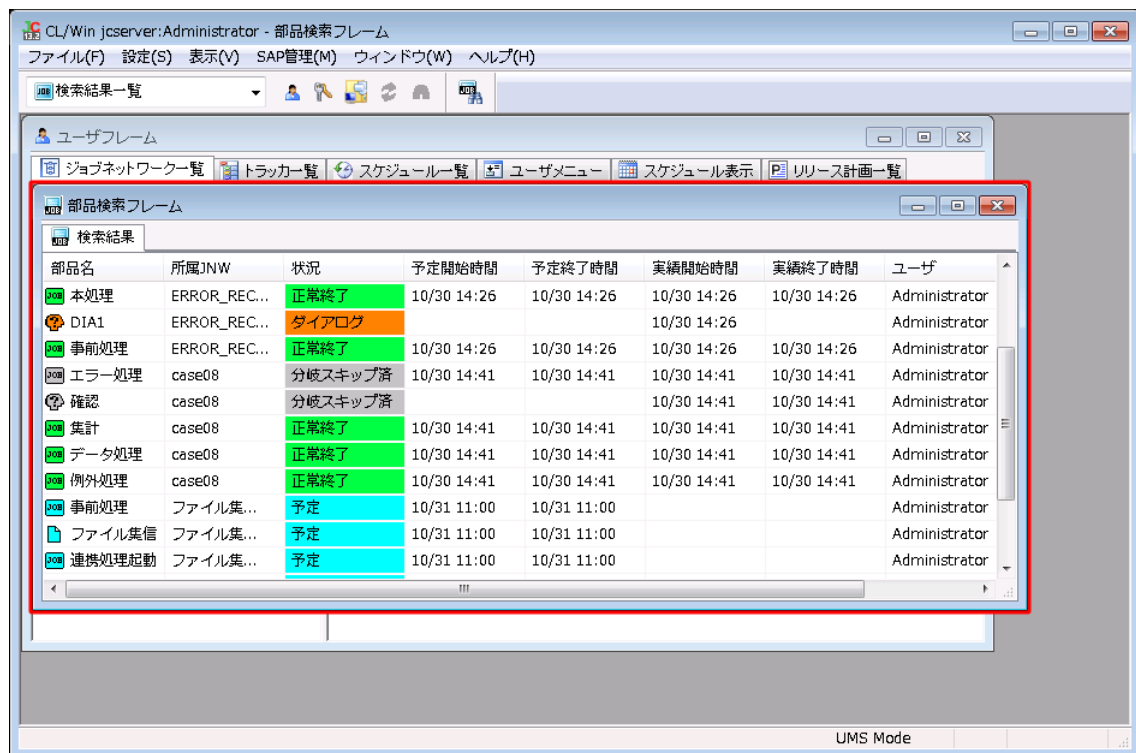 CL/Win jcserver:Administrator - 部品検索フレーム
ファイル(F) 設定(S) 表示(V) SAP管理(M) ウィンドウ(W) ヘルプ(H)
検索結果一覧
ユーザフレーム
ジョブネットワーク一覧 トラッカ一覧 スケジュール一覧 ユーザメニュー スケジュール表示 リリース計画一覧
部品検索フレーム
検索結果
部品名 所属JNW 状況 予定開始時間 予定終了時間 実績開始時間 実績終了時間 ユーザ
JOB 本処理 ERROR_REC... 正常終了 10/30 14:26 10/30 14:26 10/30 14:26 10/30 14:26 Administrator
DIA1 ERROR_REC... ダイアログ 10/30 14:26 Administrator
JOB 事前処理 ERROR_REC... 正常終了 10/30 14:26 10/30 14:26 10/30 14:26 10/30 14:26 Administrator
JOB エラー処理 case08 分岐スキップ済 10/30 14:41 10/30 14:41 10/30 14:41 10/30 14:41 Administrator
確認 case08 分岐スキップ済 10/30 14:41 10/30 14:41 Administrator
JOB 集計 case08 正常終了 10/30 14:41 10/30 14:41 10/30 14:41 10/30 14:41 Administrator
JOB データ処理 case08 正常終了 10/30 14:41 10/30 14:41 10/30 14:41 10/30 14:41 Administrator
JOB 例外処理 case08 正常終了 10/30 14:41 10/30 14:41 10/30 14:41 10/30 14:41 Administrator
JOB 事前処理 ファイル集... 予定 10/31 11:00 10/31 11:00 Administrator
ファイル集信 ファイル集... 予定 10/31 11:00 10/31 11:00 Administrator
JOB 連携処理起動 ファイル集... 予定 10/31 11:00 10/31 11:00 Administrator
UMS Mode